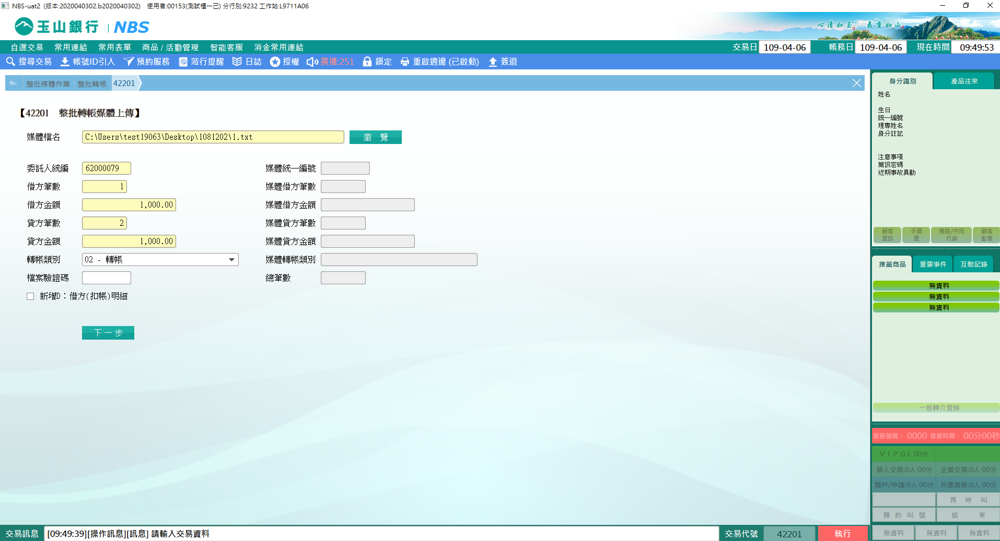 NBS-uat2 (版本:2020040302.b2020040302) 使用者:00153(測試櫃一己) 分行別:9232 工作站:L9711A06
玉山銀行 | NBS
心清如玉 義重如山
自選交易 常用連結 常用表單 商品 / 活動管理 智能客服 消金常用連結 交易日 109-04-06 帳務日 109-04-06 現在時間 09:49:53
搜尋交易 帳號ID引入 預約服務 蒞行提醒 日誌 授權 廣播:251 鎖定 重啟週邊 (已啟動) 簽退
整批媒體作業 整批轉帳 42201
【42201 整批轉帳媒體上傳】
媒體檔名 C:\Users\test19063\Desktop\1081202\1.txt 瀏 覽
委託人統編 62000079 媒體統一編號
借方筆數 1 媒體借方筆數
借方金額 1,000.00 媒體借方金額
貸方筆數 2 媒體貸方筆數
貸方金額 1,000.00 媒體貸方金額
轉帳類別 02 - 轉帳 媒體轉帳類別
檔案驗證碼 總筆數
新增D：借方(扣帳)明細
下 一 步
身分識別 產品往來
姓名
生日
統一編號
理專姓名
身分註記
注意事項
簡訊密碼
近期事故異動
顧客資訊 手續費 通路/共同行銷 顧客影像
推薦商品 重要事件 互動記錄
無資料
無資料
無資料
一般轉介登錄
服務號碼： 0000 等候時間： 00分00秒
ＶＩＰ:0人 00分
個人交易:0人 00分 企業交易:0人 00分
開戶/申請:0人 00分 外匯業務:0人 00分
再 呼 叫
預 約 叫 號 結 束
無資料 無資料 無資料
交易訊息 [09:49:39][操作訊息][訊息] 請輸入交易資料 交易代號 42201 執行